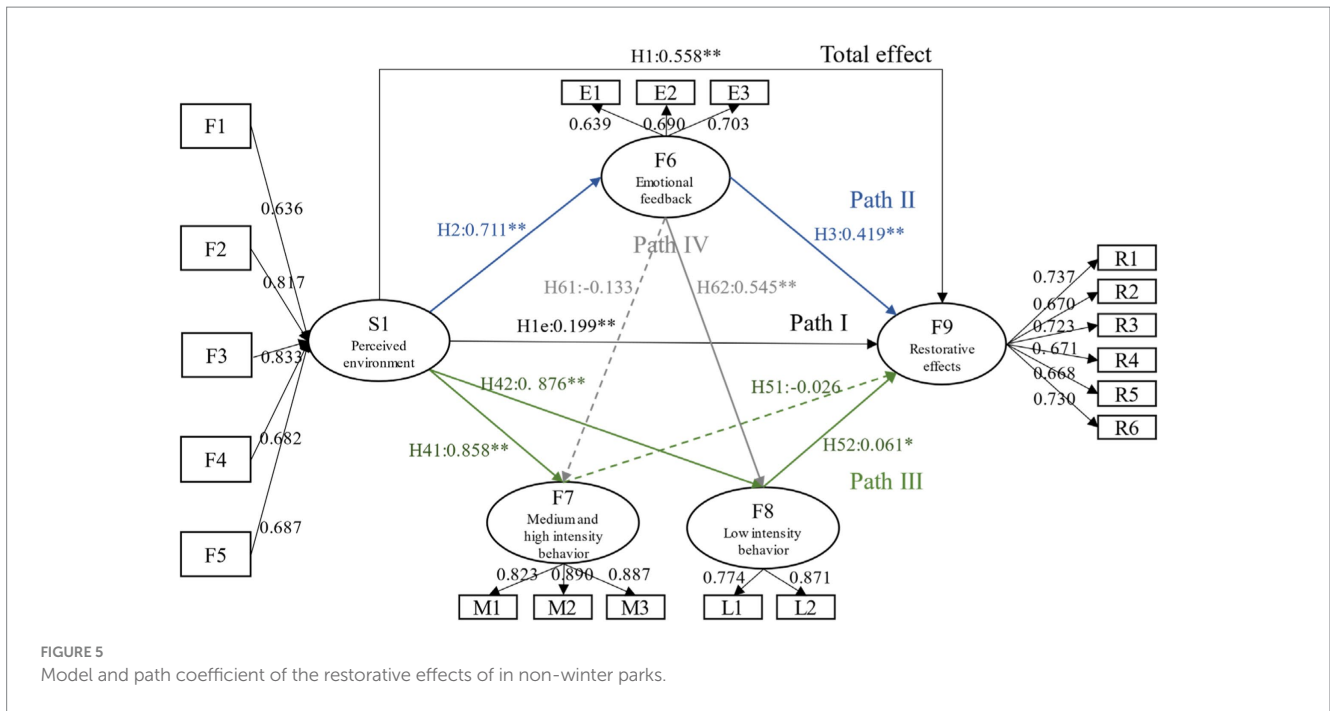 H1:0.558**
Total effect
E1
E2
E3
0.639
0.690
0.703
F1
F6
Emotional
feedback
Path II
0.636
F2
H2:0.711**
Path IV
H3:0.419**
R1
0.817
0.737
R2
H61:-0.133
H62:0.545**
0.670
S1
Perceived
environment
H1e:0.199**
Path I
F9
Restorative
effects
0.723
R3
F3
0.833
0. 671
R4
H42:0. 876**
H51:-0.026
0.668
R5
0.730
R6
F4
0.682
H41:0.858**
H52:0.061*
Path III
F7
Medium and
high intensity
behavior
F8
Low intensity
behavior
0.687
F5
0.823
0.890
0.887
0.774
0.871
M1
M2
M3
L1
L2
FIGURE 5
Model and path coefficient of the restorative effects of in non-winter parks.